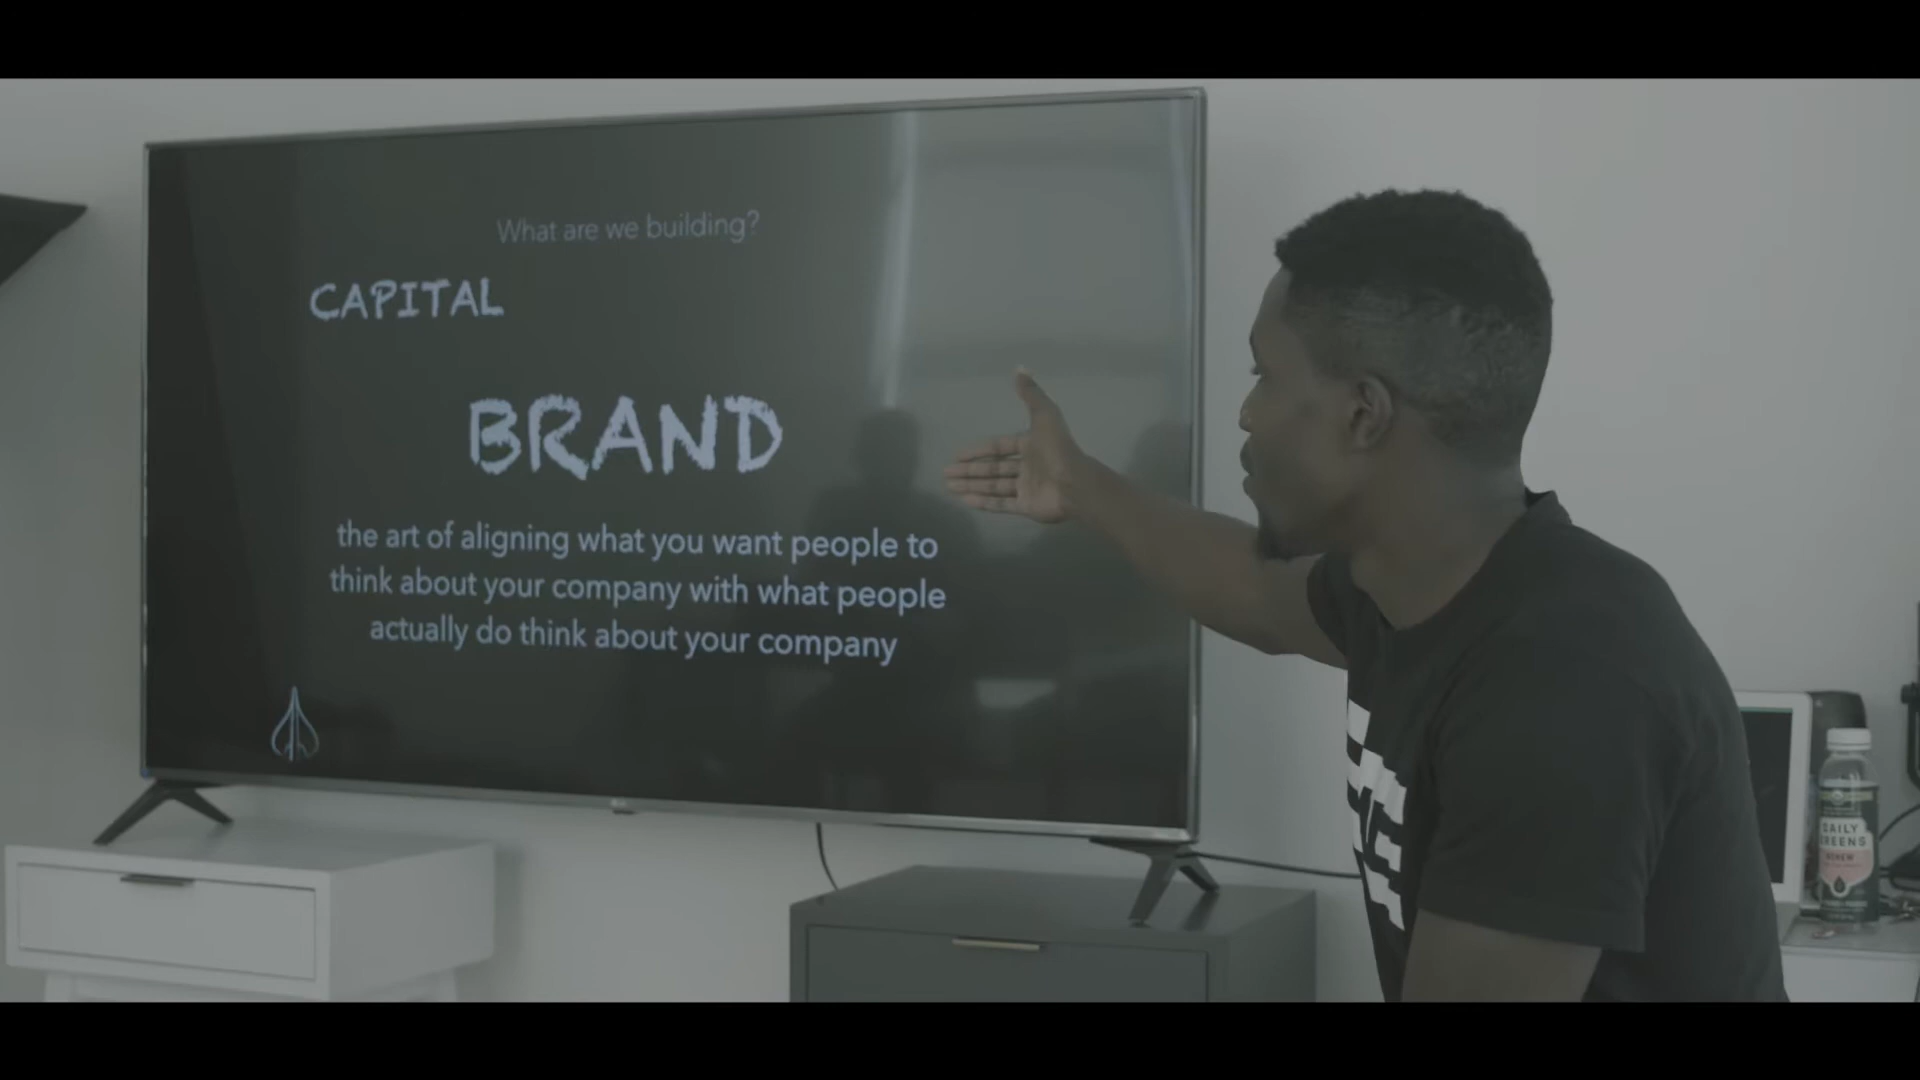 What are we building?
CAPITAL
BRAND
the art of aligning what you want people to
think about your company with what people
actually do think about your company
DAILY
GREENS
RENEW